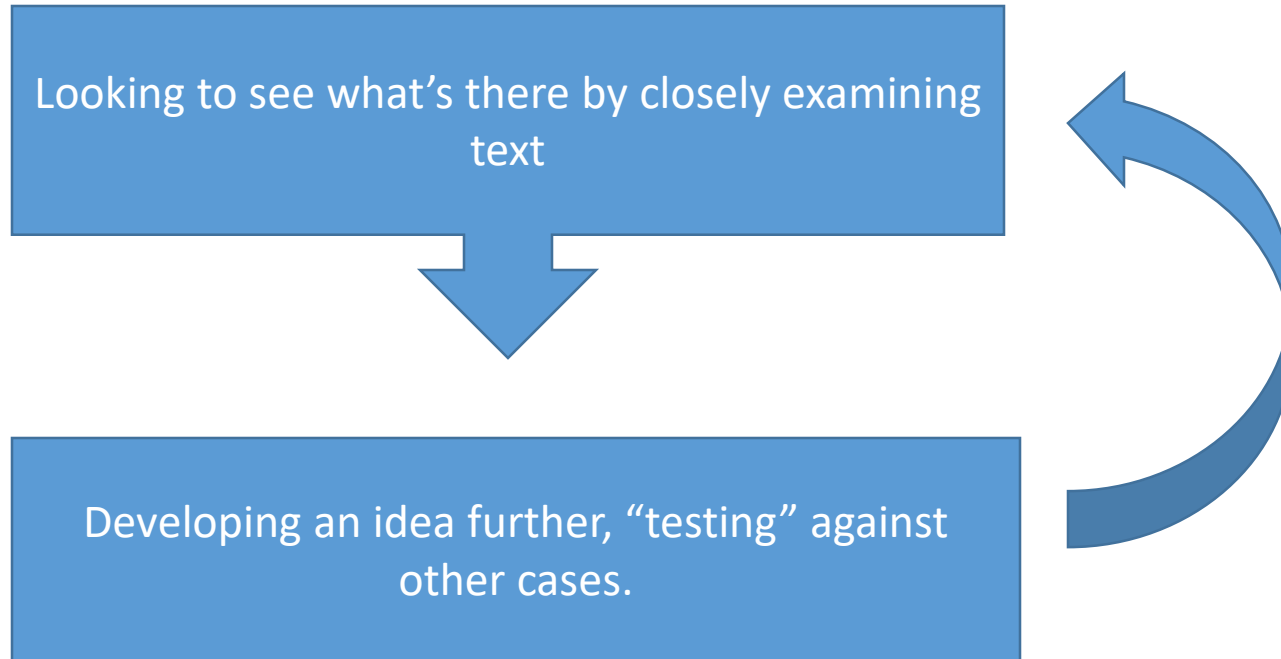 Looking to see what’s there by closely examining
text
Developing an idea further, “testing” against
other cases.